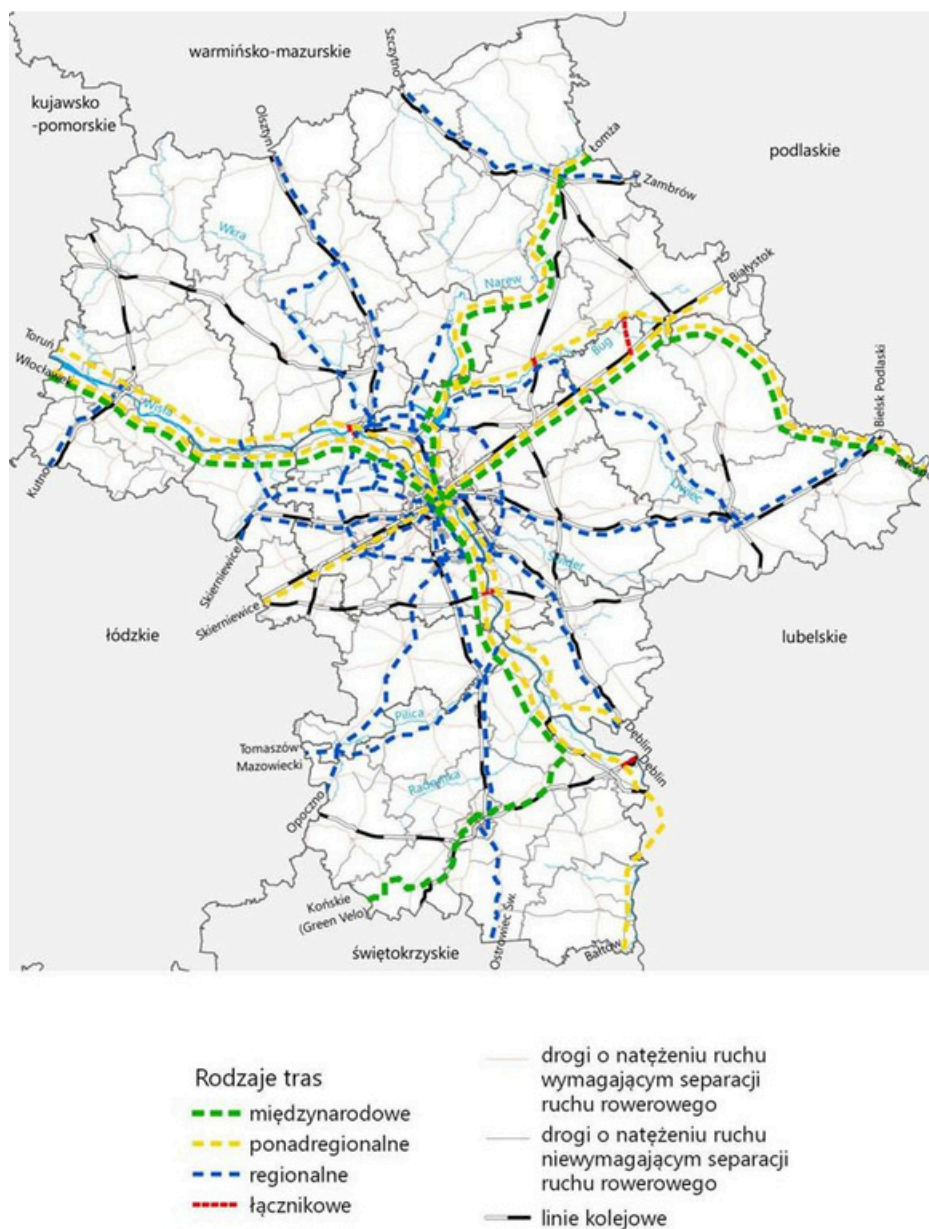 warmińsko-mazurskie
Szczytno
kujawsko
-pomorskie
Olsztyn
Łomża
podlaskie
Zambrów
Wkra
Narew
Białystok
Toruń
Włocławek
Bug
Wisła
Bielsk Podlaski
Kutno
Liwiec
Skierniewice
Świder
Skierniewice
łódzkie
lubelskie
Pilica
Dęblin
Tomaszów
Mazowiecki
Dęblin
Radomka
Opoczno
Końskie
(Green Velo)
Ostrowiec Św.
Bałtów
świętokrzyskie
Rodzaje tras
międzynarodowe
ponadregionalne
regionalne
łącznikowe
drogi o natężeniu ruchu
wymagającym separacji
ruchu rowerowego
drogi o natężeniu ruchu
niewymagającym separacji
ruchu rowerowego
linie kolejowe